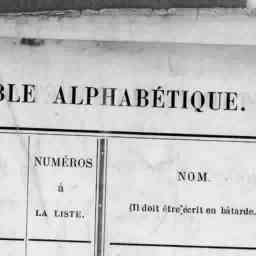 BLE ALPHABÉTIQUE.
NUMÉROS
á
LA LISTE.
NOM.
(Il doit être écrit en bâtarde.